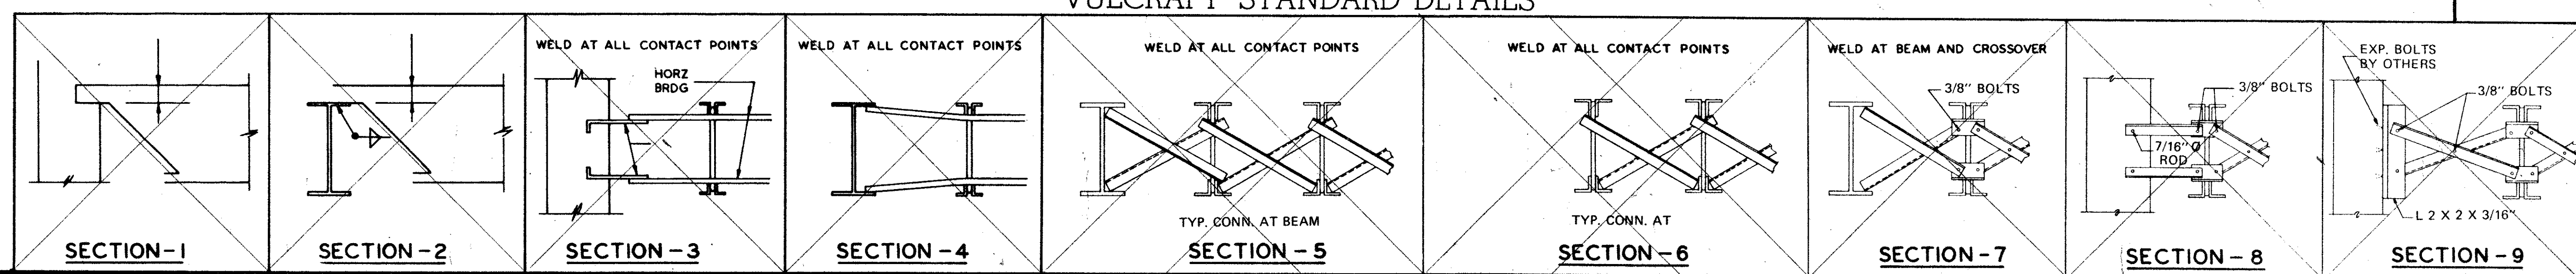 VULCRAFT STANDARD DETAILS
SECTION-1
SECTION-2
WELD AT ALL CONTACT POINTS
HORZ
BRDG
SECTION-3
WELD AT ALL CONTACT POINTS
SECTION-4
WELD AT ALL CONTACT POINTS
TYP. CONN. AT BEAM
SECTION-5
WELD AT ALL CONTACT POINTS
TYP. CONN. AT
SECTION-6
WELD AT BEAM AND CROSSOVER
3/8" BOLTS
SECTION-7
3/8" BOLTS
7/16" Ø
ROD
SECTION-8
EXP. BOLTS
BY OTHERS
3/8" BOLTS
L 2 X 2 X 3/16"
SECTION-9